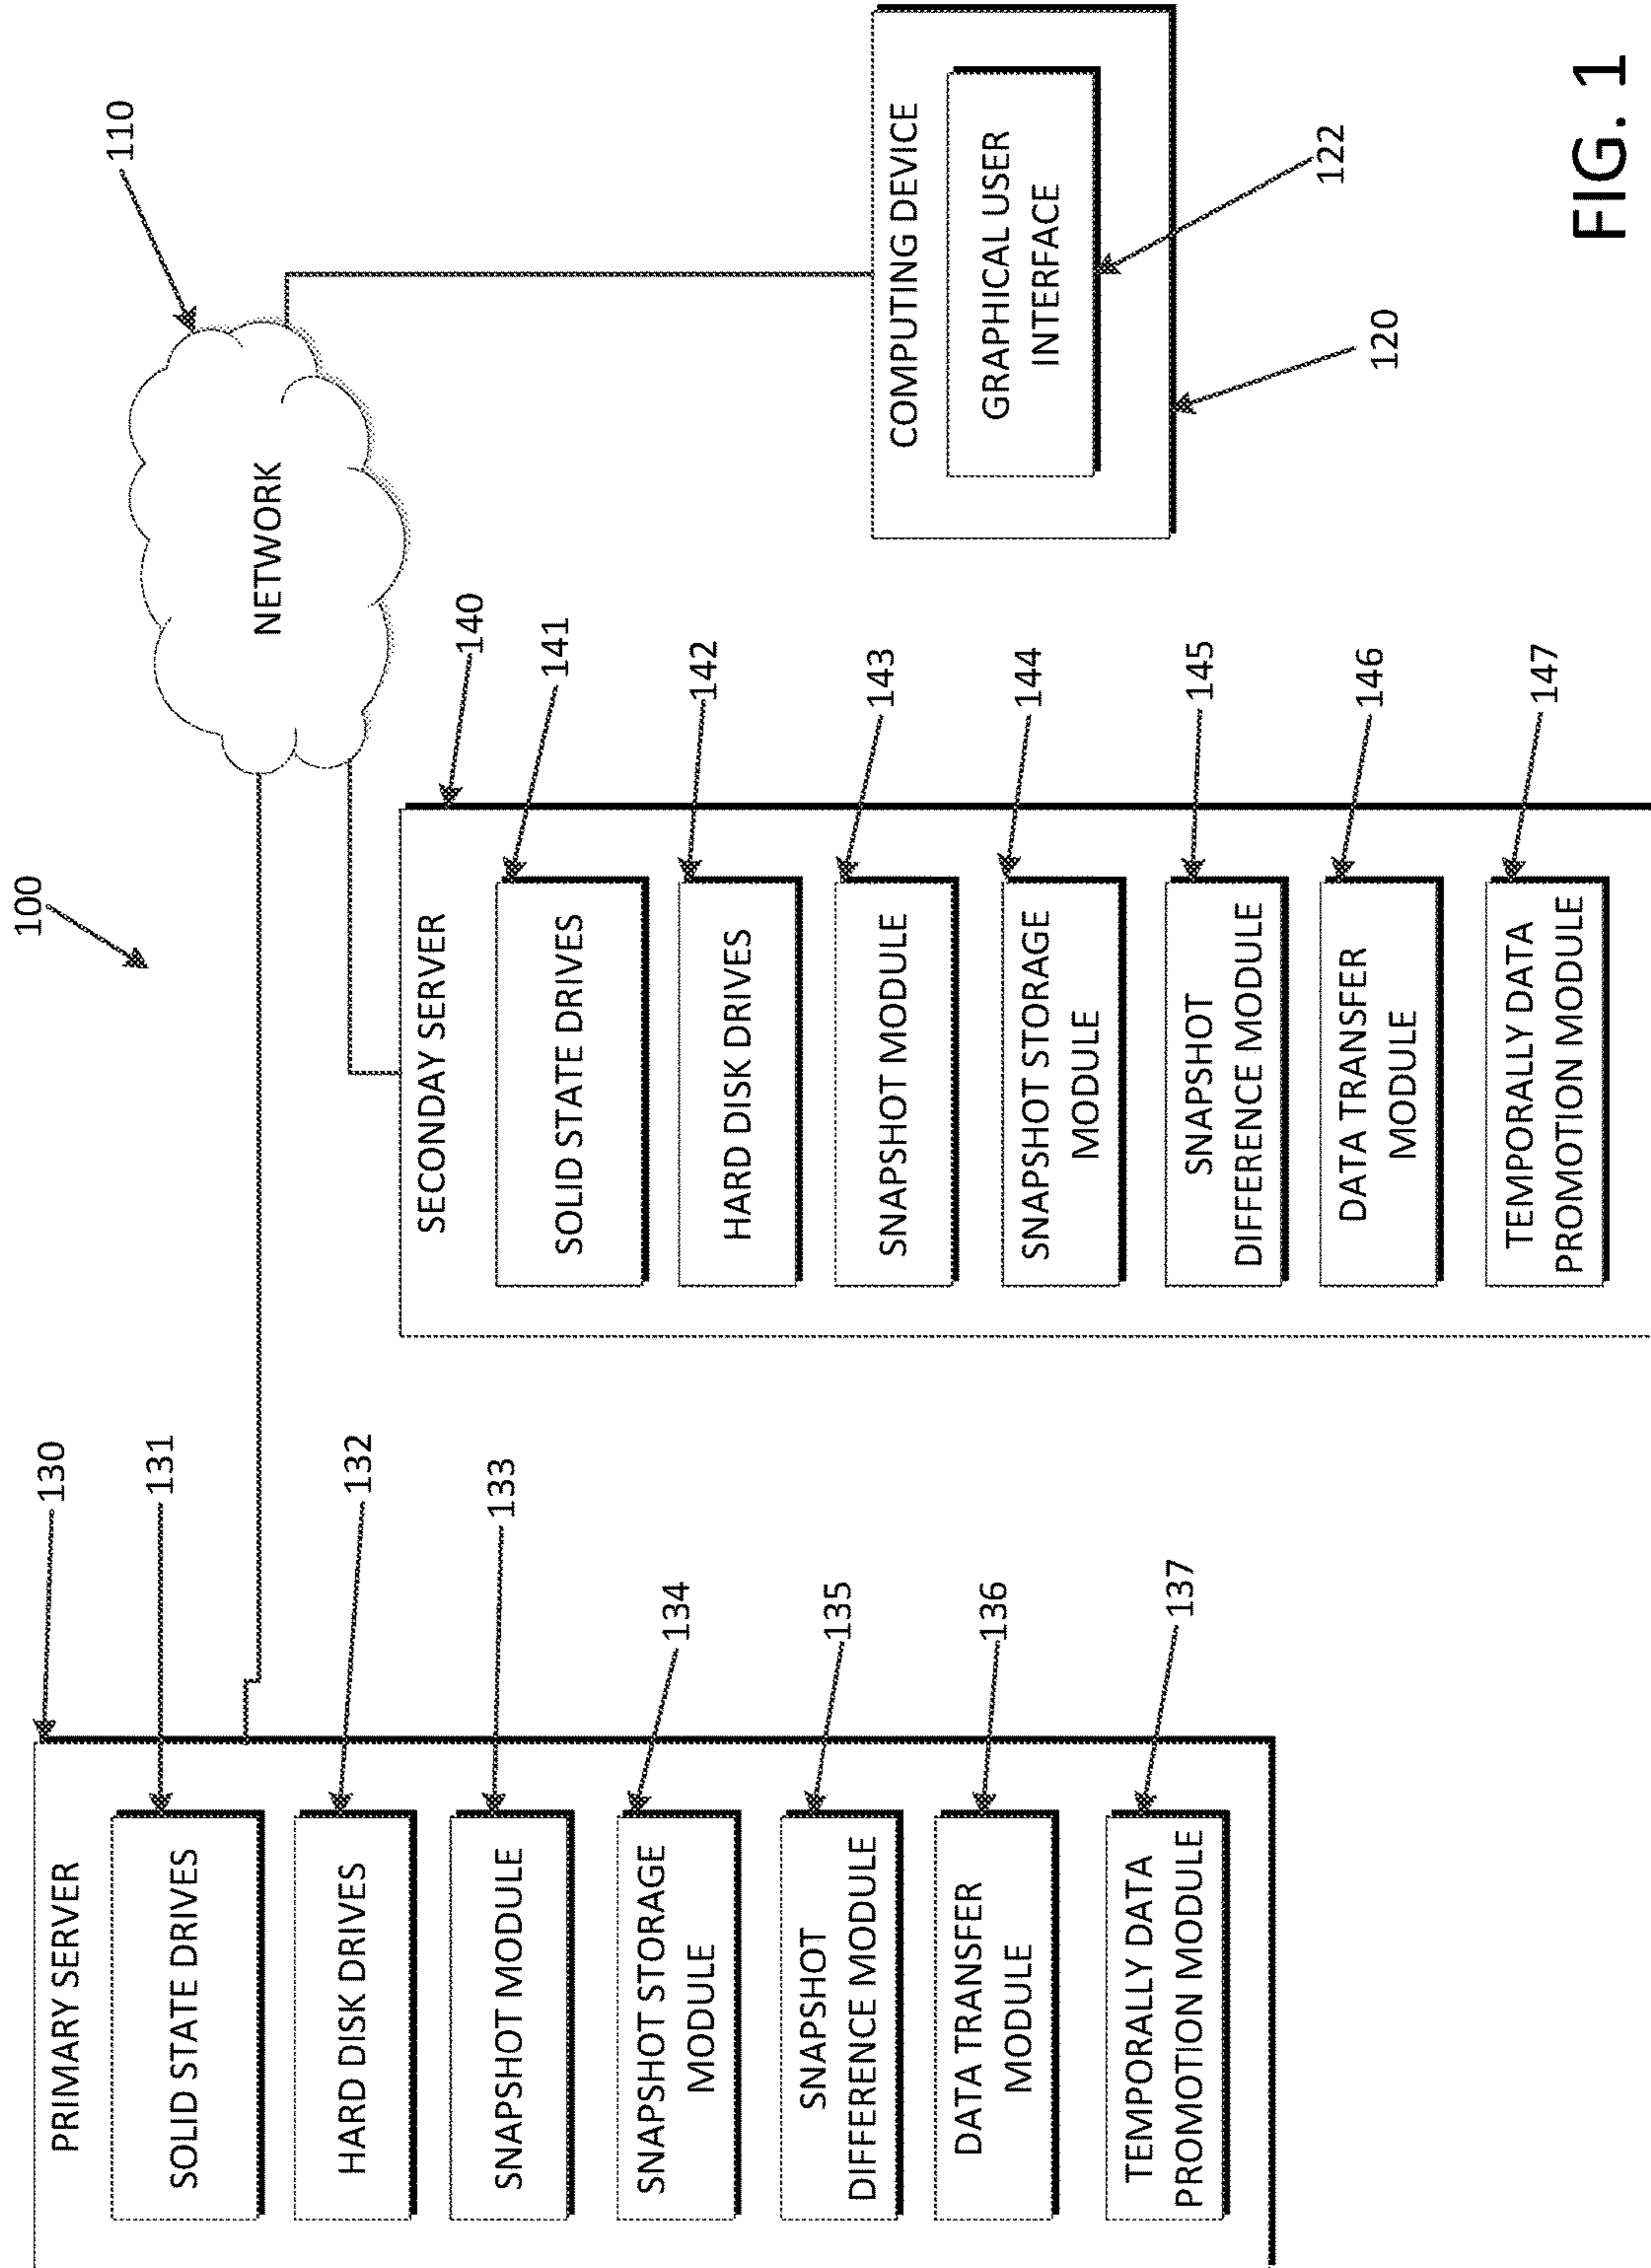 100
110
NETWORK
PRIMARY SERVER
130
SOLID STATE DRIVES
131
HARD DISK DRIVES
132
SNAPSHOT MODULE
133
SNAPSHOT STORAGE
MODULE
134
SNAPSHOT
DIFFERENCE MODULE
135
DATA TRANSFER
MODULE
136
TEMPORALLY DATA
PROMOTION MODULE
137
SECONDAY SERVER
140
SOLID STATE DRIVES
141
HARD DISK DRIVES
142
SNAPSHOT MODULE
143
SNAPSHOT STORAGE
MODULE
144
SNAPSHOT
DIFFERENCE MODULE
145
DATA TRANSFER
MODULE
146
TEMPORALLY DATA
PROMOTION MODULE
147
COMPUTING DEVICE
GRAPHICAL USER
INTERFACE
122
120
FIG. 1